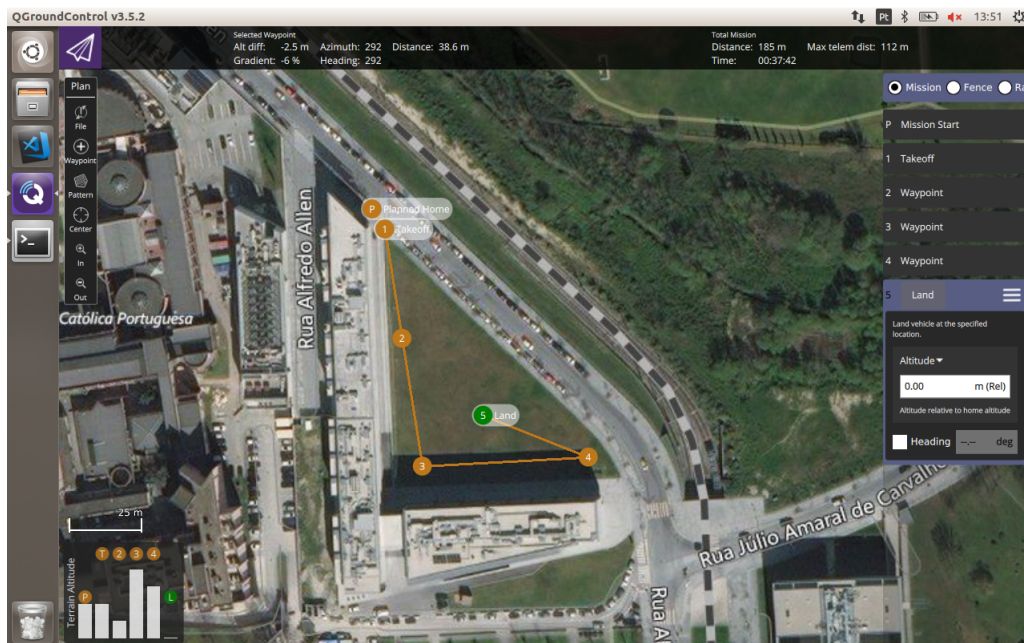 QGroundControl v3.5.2
Pt
13:51
Selected Waypoint
Alt diff: -2.5 m Azimuth: 292 Distance: 38.6 m
Gradient: -6 % Heading: 292
Total Mission
Distance: 185 m Max telem dist: 112 m
Time: 00:37:42
Plan
File
Waypoint
Pattern
Center
In
Out
Mission Fence Ra
P Mission Start
1 Takeoff
2 Waypoint
3 Waypoint
4 Waypoint
5 Land
Land vehicle at the specified
location.
Altitude
0.00 m (Rel)
Altitude relative to home altitude
Heading --.-- deg
P Planned Home
1 Takeoff
2
5 Land
4
3
Rua Alfredo Allen
Católica Portuguesa
Rua Júlio Amaral de Carvalho
Rua A
25 m
Terrain Altitude
P T 2 3 4 L